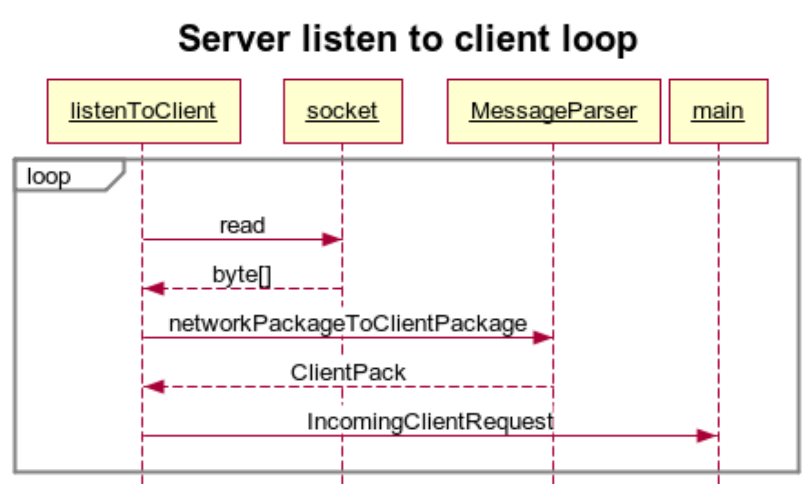 Server listen to client loop
listenToClient
socket
MessageParser
main
loop
read
byte[]
networkPackageToClientPackage
ClientPack
IncomingClientRequest